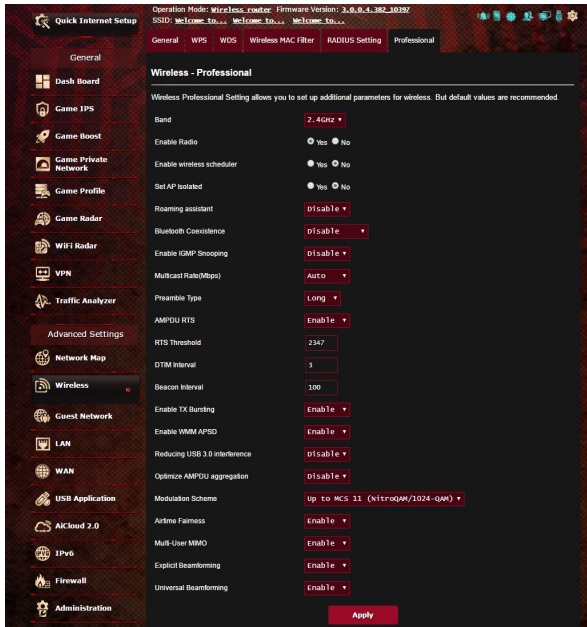 Quick Internet Setup
General
Dash Board
Game IPS
Game Boost
Game Private
Network
Game Profile
Game Radar
WiFi Radar
VPN
Traffic Analyzer
Advanced Settings
Network Map
Wireless
Guest Network
LAN
WAN
USB Application
AiCloud 2.0
IPv6
Firewall
Administration
Operation Mode: Wireless router Firmware Version: 3.0.0.4.382_10397
SSID: Welcome to... Welcome to... Welcome to...
General WPS WDS Wireless MAC Filter RADIUS Setting Professional
Wireless - Professional
Wireless Professional Setting allows you to set up additional parameters for wireless. But default values are recommended.
Band 2.4GHz
Enable Radio Yes No
Enable wireless scheduler Yes No
Set AP Isolated Yes No
Roaming assistant Disable
Bluetooth Coexistence Disable
Enable IGMP Snooping Disable
Multicast Rate(Mbps) Auto
Preamble Type Long
AMPDU RTS Enable
RTS Threshold 2347
DTIM Interval 3
Beacon Interval 100
Enable TX Bursting Enable
Enable WMM APSD Enable
Reducing USB 3.0 interference Disable
Optimize AMPDU aggregation Disable
Modulation Scheme Up to MCS 11 (NitroQAM/1024-QAM)
Airtime Fairness Enable
Multi-User MIMO Enable
Explicit Beamforming Enable
Universal Beamforming Enable
Apply